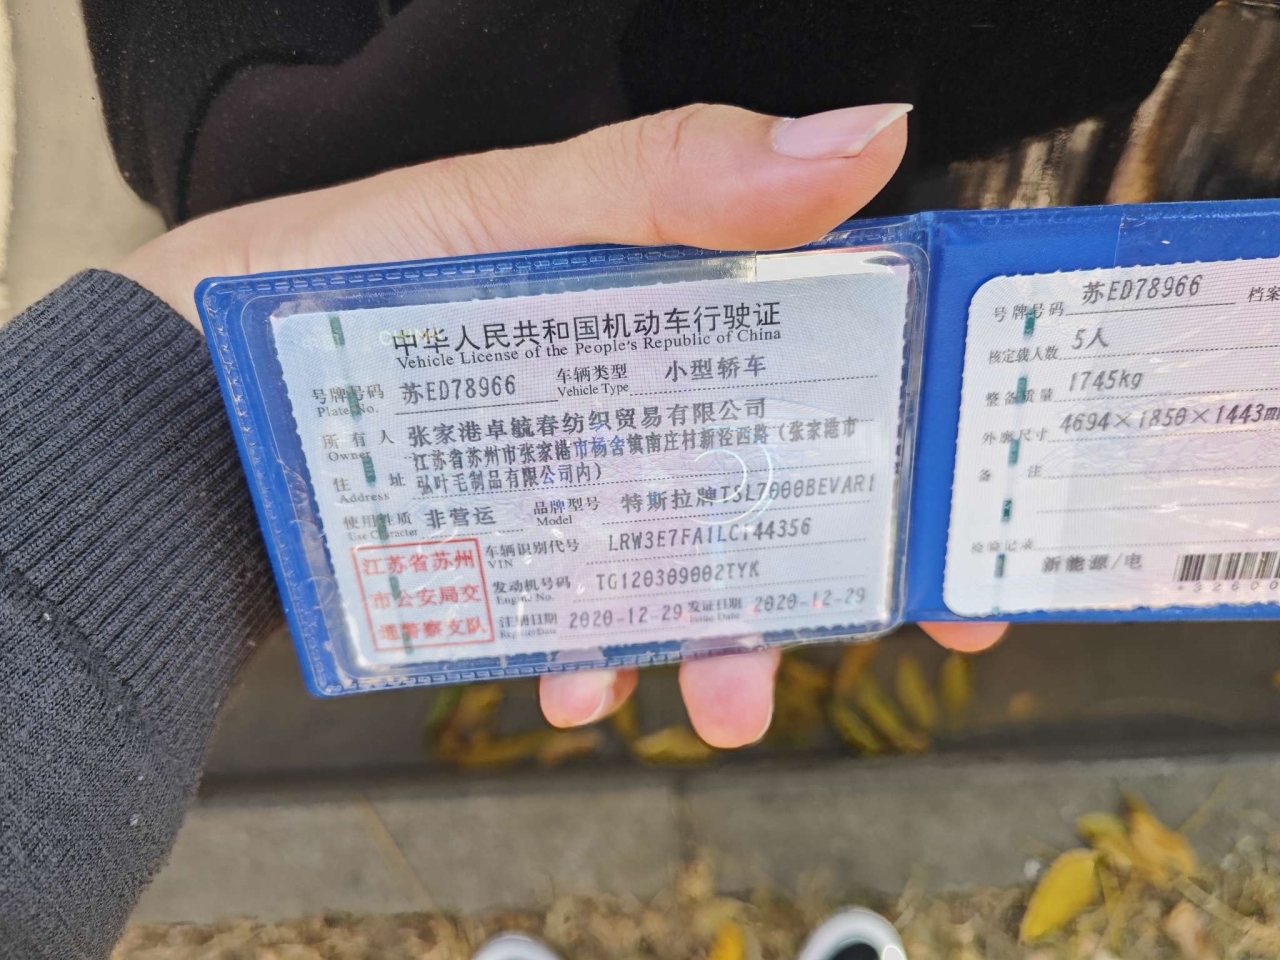 中华人民共和国机动车行驶证
Vehicle License of the People's Republic of China
号牌号码 苏ED78966 车辆类型 小型轿车
Plate No. Vehicle Type
所有人 张家港卓毓春纺织贸易有限公司
Owner
住址 江苏省苏州市张家港市杨舍镇南庄村新泾西路（张家港市
Address 弘叶毛制品有限公司内）
使用性质 非营运 品牌型号 特斯拉牌TSL7000BEVAR1
Use Character Model
车辆识别代号 LRW3E7FA1LC144356
VIN
发动机号码 TG120309002TYK
Engine No.
注册日期 2020-12-29 发证日期 2020-12-29
Register Date Issue Date
江苏省苏州
市公安局交
通警察支队
号牌号码 苏ED78966 档案
核定载人数 5人
整备质量 1745kg
外廓尺寸 4694×1850×1443m
备注
检验记录
新能源/电